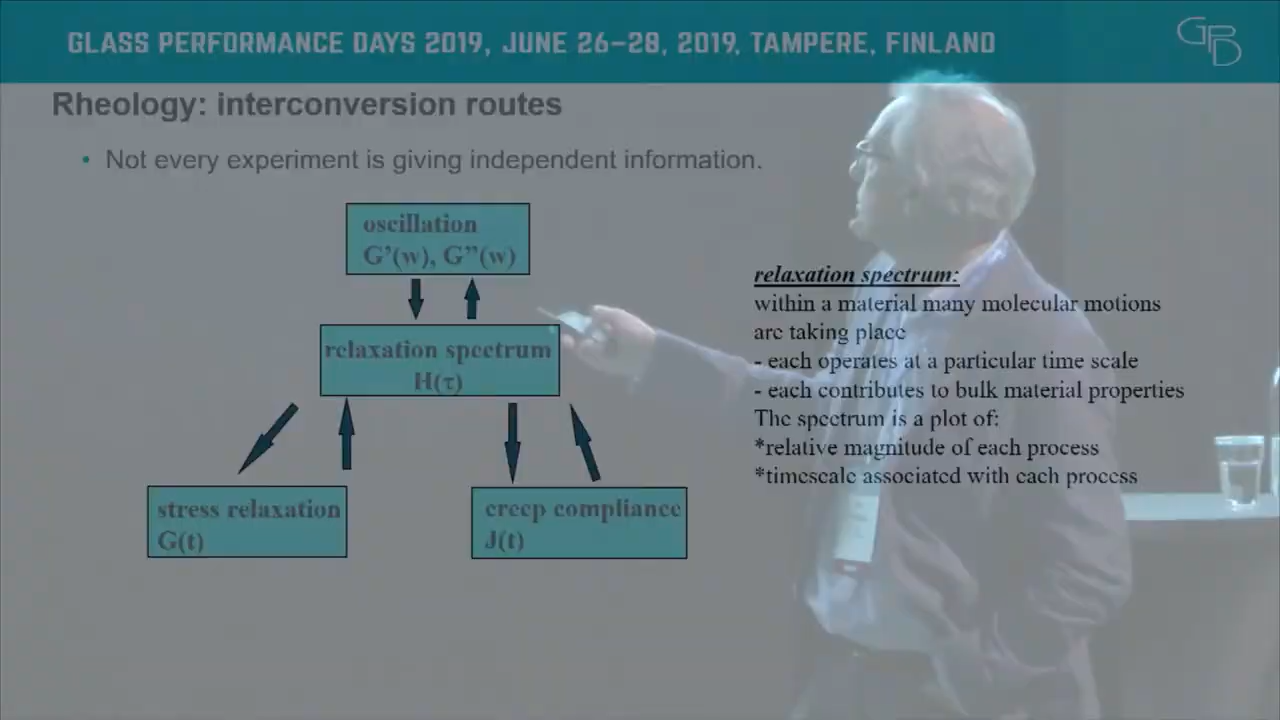 GLASS PERFORMANCE DAYS 2019, JUNE 26–28, 2019, TAMPERE, FINLAND
GPD
Rheology: interconversion routes
• Not every experiment is giving independent information.
oscillation
G’(w), G”(w)
relaxation spectrum
H(τ)
stress relaxation
G(t)
creep compliance
J(t)
relaxation spectrum:
within a material many molecular motions
are taking place
- each operates at a particular time scale
- each contributes to bulk material properties
The spectrum is a plot of:
*relative magnitude of each process
*timescale associated with each process